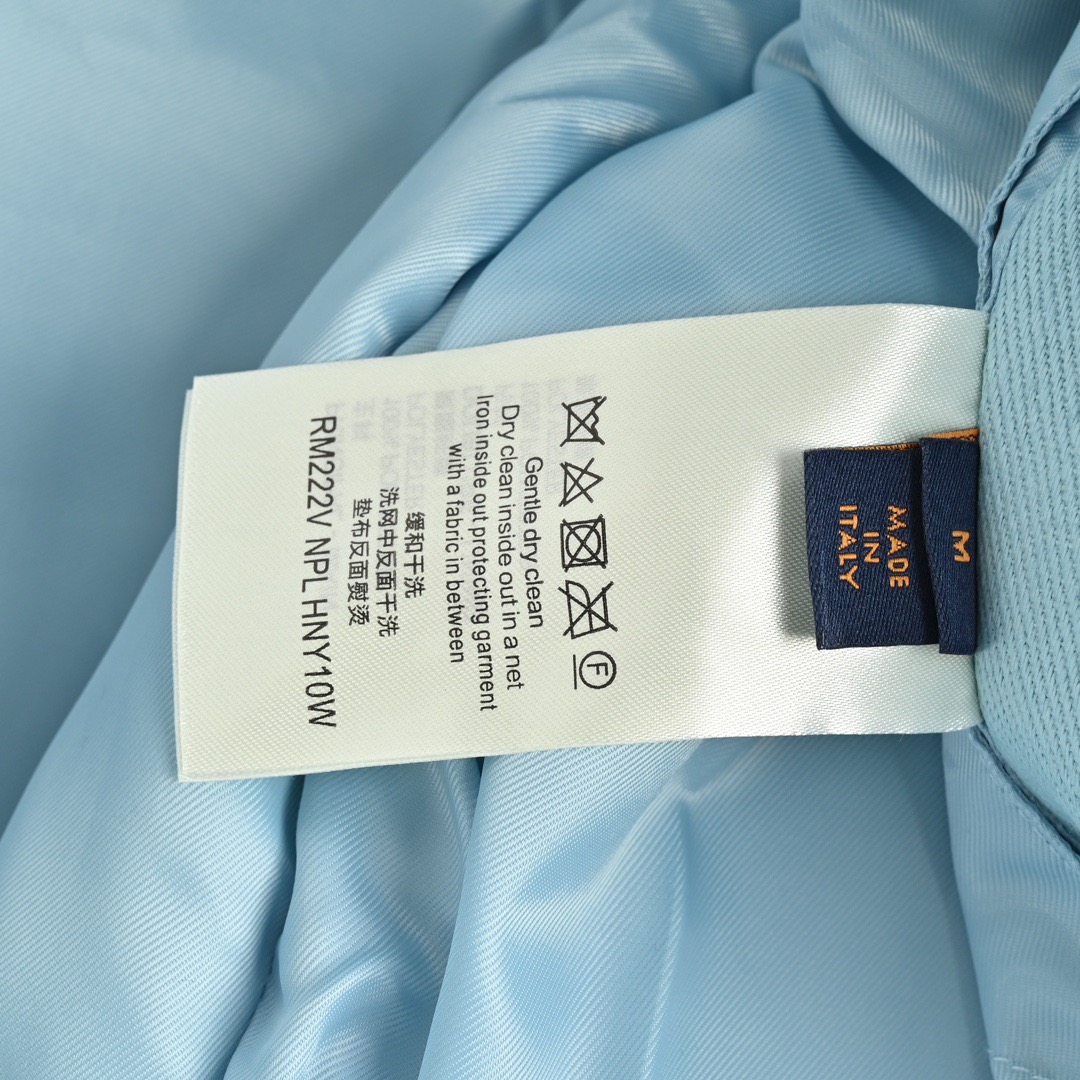 Gentle dry clean
Dry clean inside out in a net
Iron inside out protecting garment
with a fabric in between
缓和干洗
洗网中反面干洗
垫布反面熨烫
RM222V NPL HNY10W
F
M
MADE
IN
ITALY